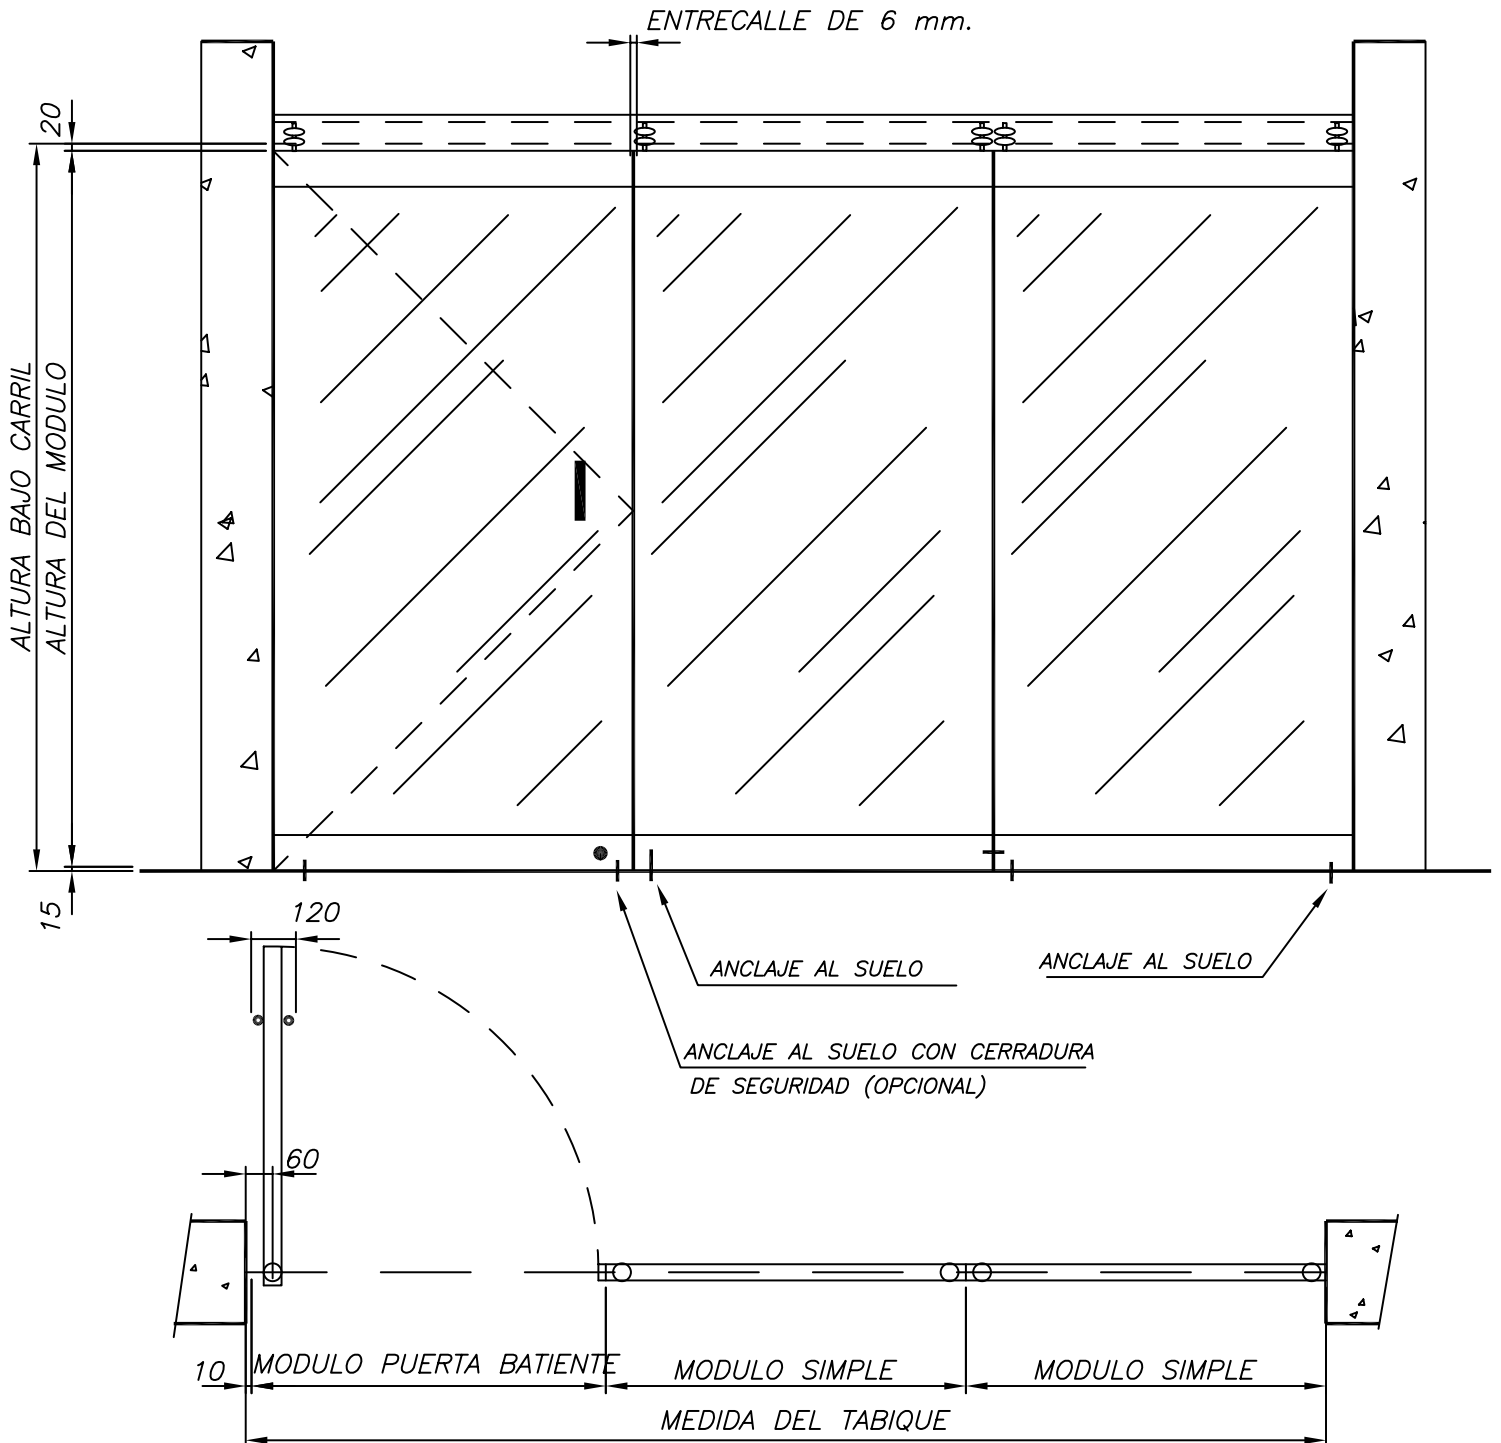 ENTRECALLE DE 6 mm.
20
ALTURA BAJO CARRIL
ALTURA DEL MODULO
15
120
ANCLAJE AL SUELO
ANCLAJE AL SUELO
ANCLAJE AL SUELO CON CERRADURA
DE SEGURIDAD (OPCIONAL)
60
10
MODULO PUERTA BATIENTE
MODULO SIMPLE
MODULO SIMPLE
MEDIDA DEL TABIQUE